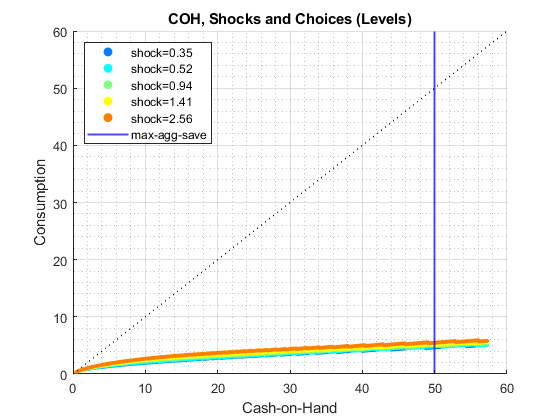 COH, Shocks and Choices (Levels)
60
50
40
30
20
10
0
Consumption
shock=0.35
shock=0.52
shock=0.94
shock=1.41
shock=2.56
max-agg-save
0 10 20 30 40 50 60
Cash-on-Hand